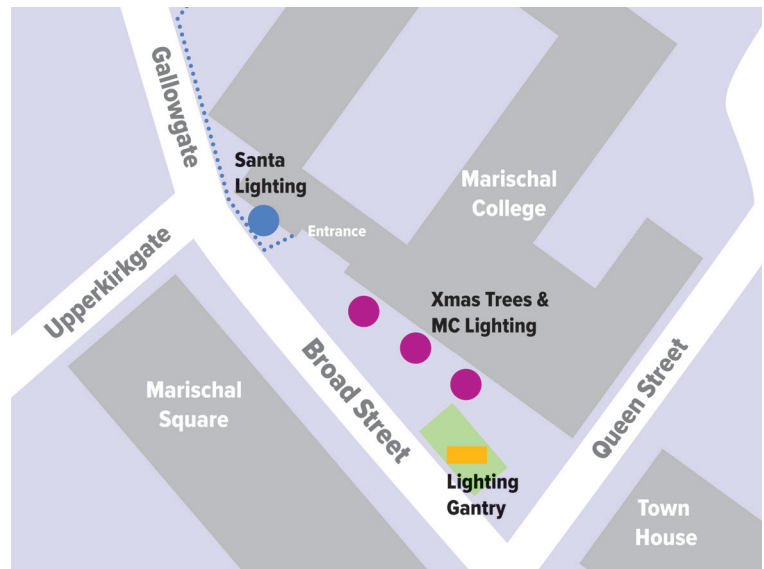 Gallowgate
Santa
Lighting
Marischal
College
Entrance
Upperkirkgate
Xmas Trees &
MC Lighting
Broad Street
Queen Street
Marischal
Square
Lighting
Gantry
Town
House